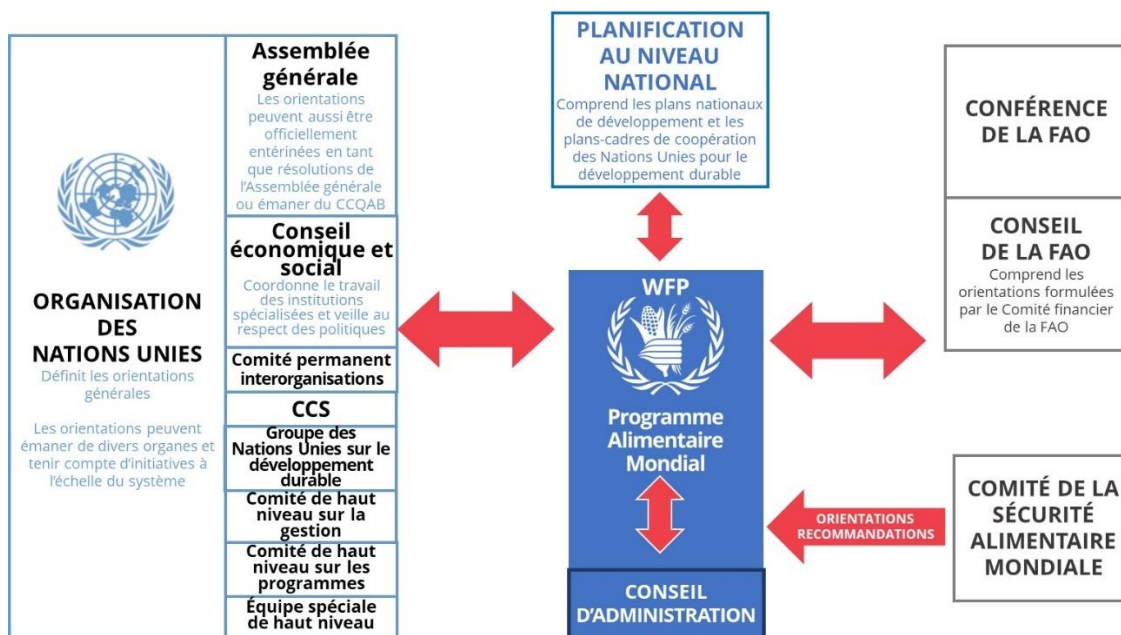 ORGANISATION
DES
NATIONS UNIES
Définit les orientations
générales
Les orientations peuvent
émaner de divers organes et
tenir compte d'initiatives à
l'échelle du système
Assemblée
générale
Les orientations
peuvent aussi être
officiellement
entérinées en tant
que résolutions de
l'Assemblée générale
ou émaner du CCQAB
Conseil
économique et
social
Coordonne le travail
des institutions
spécialisées et veille au
respect des politiques
Comité permanent
interorganisations
CCS
Groupe des
Nations Unies sur le
développement
durable
Comité de haut
niveau sur la
gestion
Comité de haut
niveau sur les
programmes
Équipe spéciale
de haut niveau
PLANIFICATION
AU NIVEAU
NATIONAL
Comprend les plans nationaux
de développement et les
plans-cadres de coopération
des Nations Unies pour le
développement durable
WFP
Programme
Alimentaire
Mondial
CONSEIL
D'ADMINISTRATION
CONFÉRENCE
DE LA FAO
CONSEIL
DE LA FAO
Comprend les
orientations formulées
par le Comité financier
de la FAO
ORIENTATIONS
RECOMMANDATIONS
COMITÉ DE LA
SÉCURITÉ
ALIMENTAIRE
MONDIALE